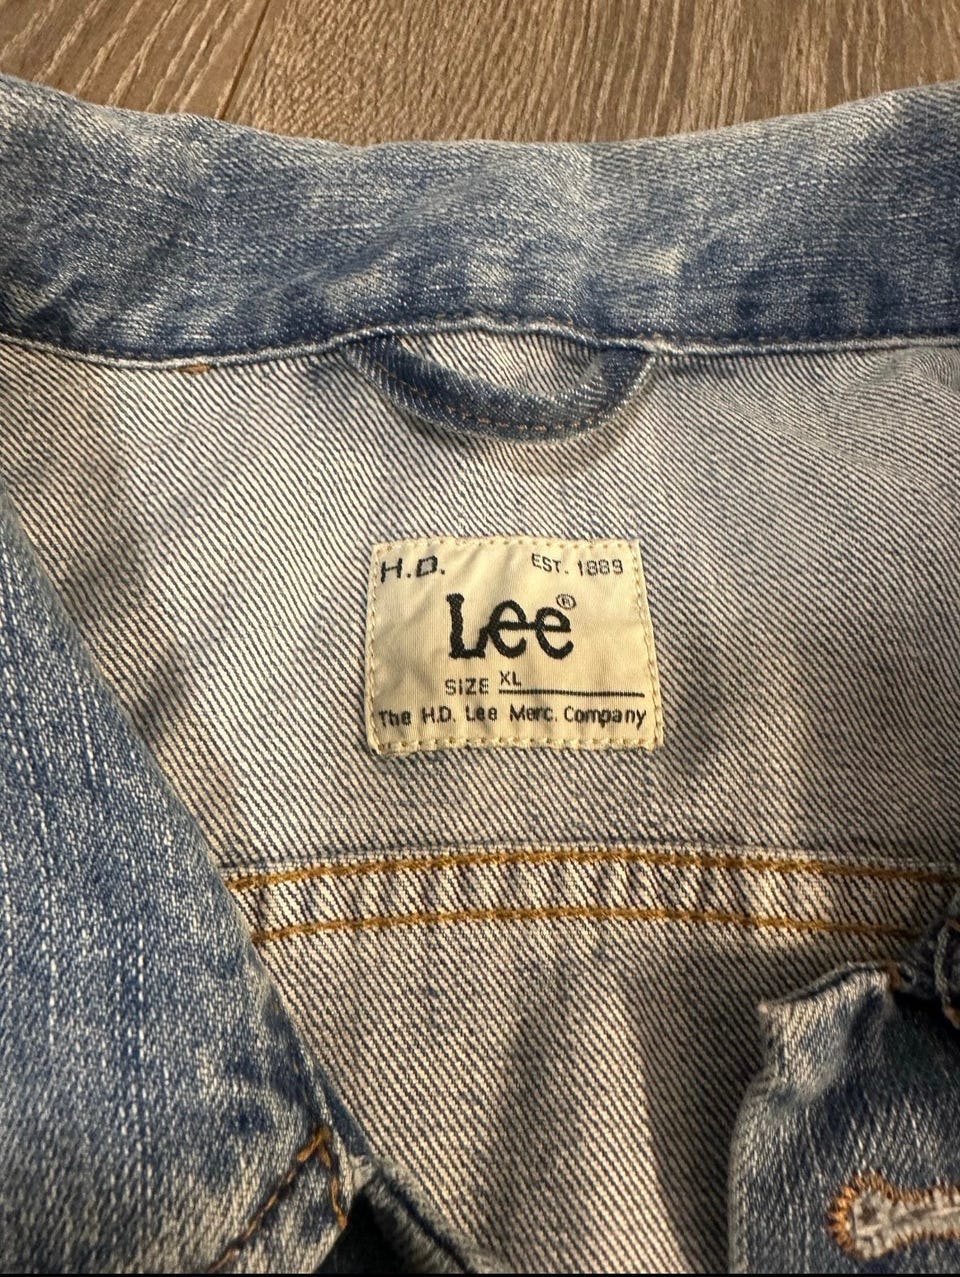 H.D. EST. 1889
Lee®
SIZE XL
The H.D. Lee Merc. Company